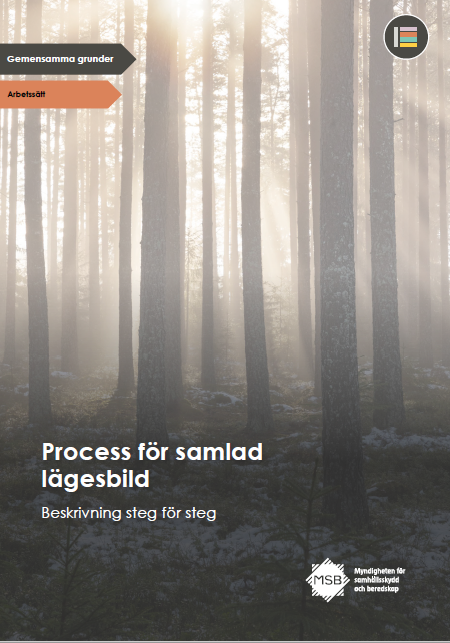 Gemensamma grunder
Arbetssätt
Process för samlad
lägesbild
Beskrivning steg för steg
MSB
Myndigheten för
samhällsskydd
och beredskap